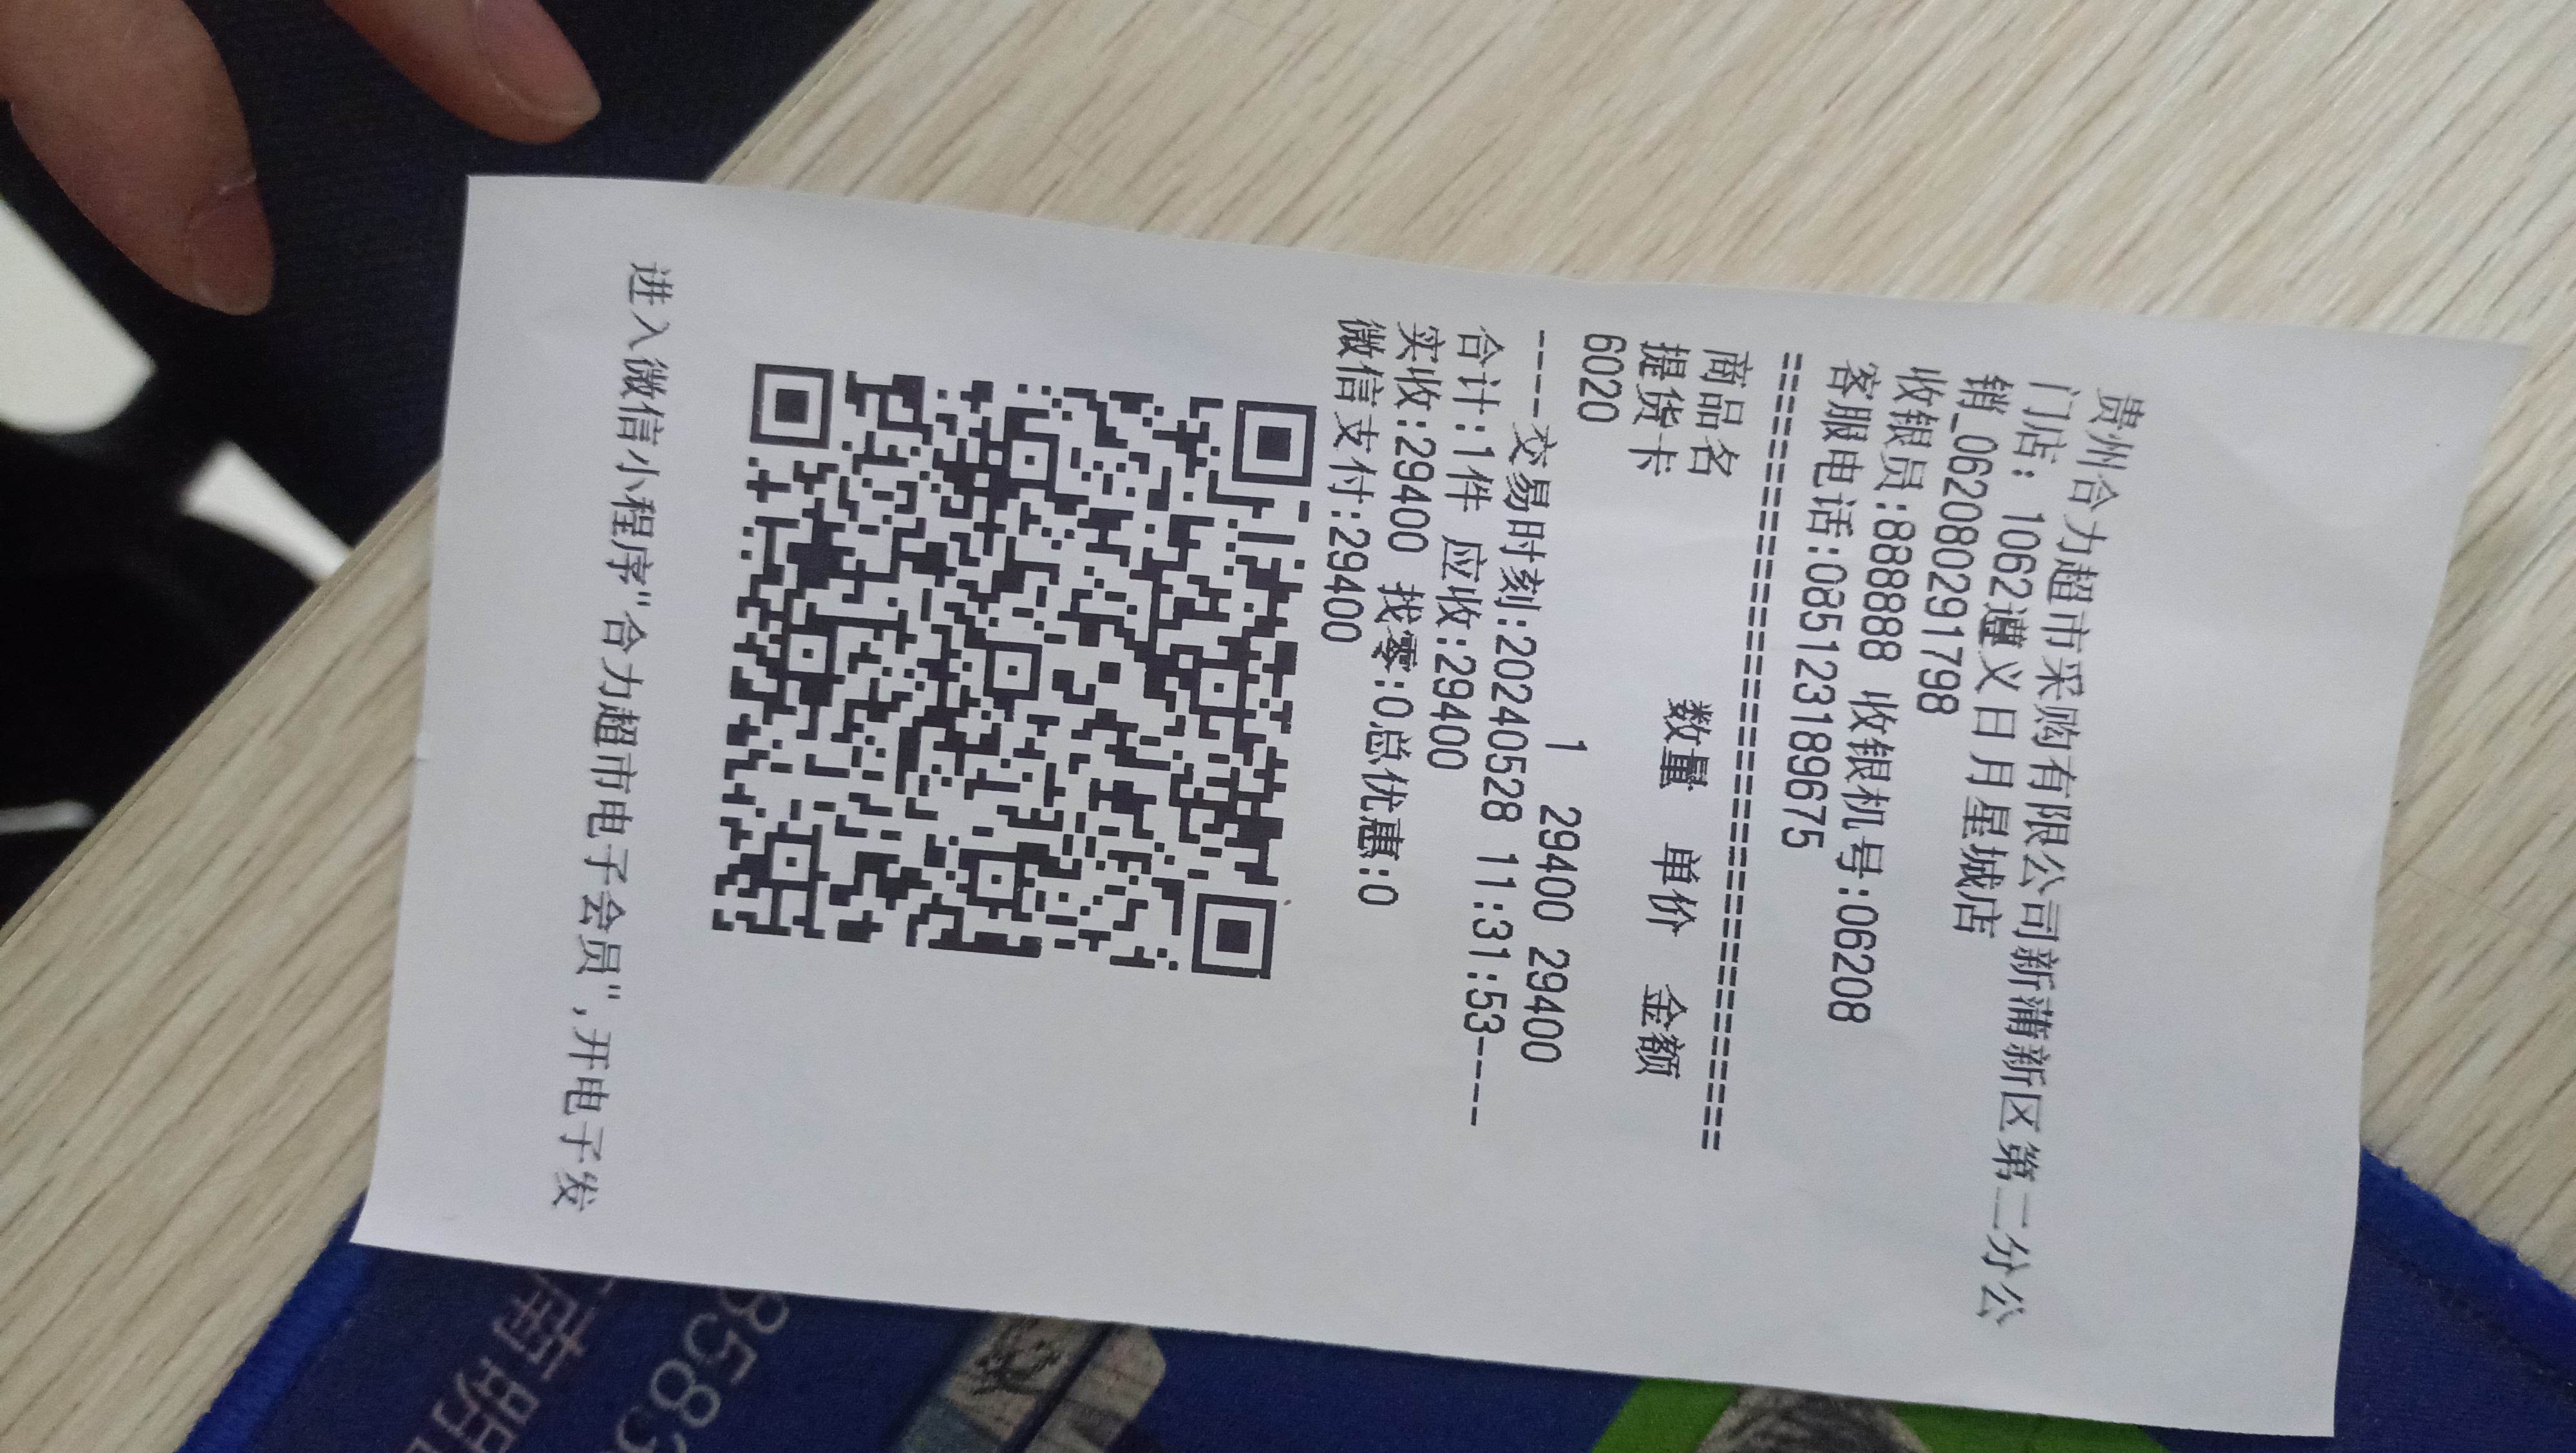 贵州合力超市采购有限公司新蒲新区第二分公
门店: 1062遵义日月星城店
销_0620802917​98
收银员:888888 收银机号:06208
客服电话:085123189675
==================================
商品名 数量 单价 金额
提货卡
6020 1 29400 29400
----交易时刻:20240528 11:31:53----
合计:1件 应收:29400
实收:29400 找零:0总优惠:0
微信支付:29400
进入微信小程序"合力超市电子会员",开电子发
南明
8583